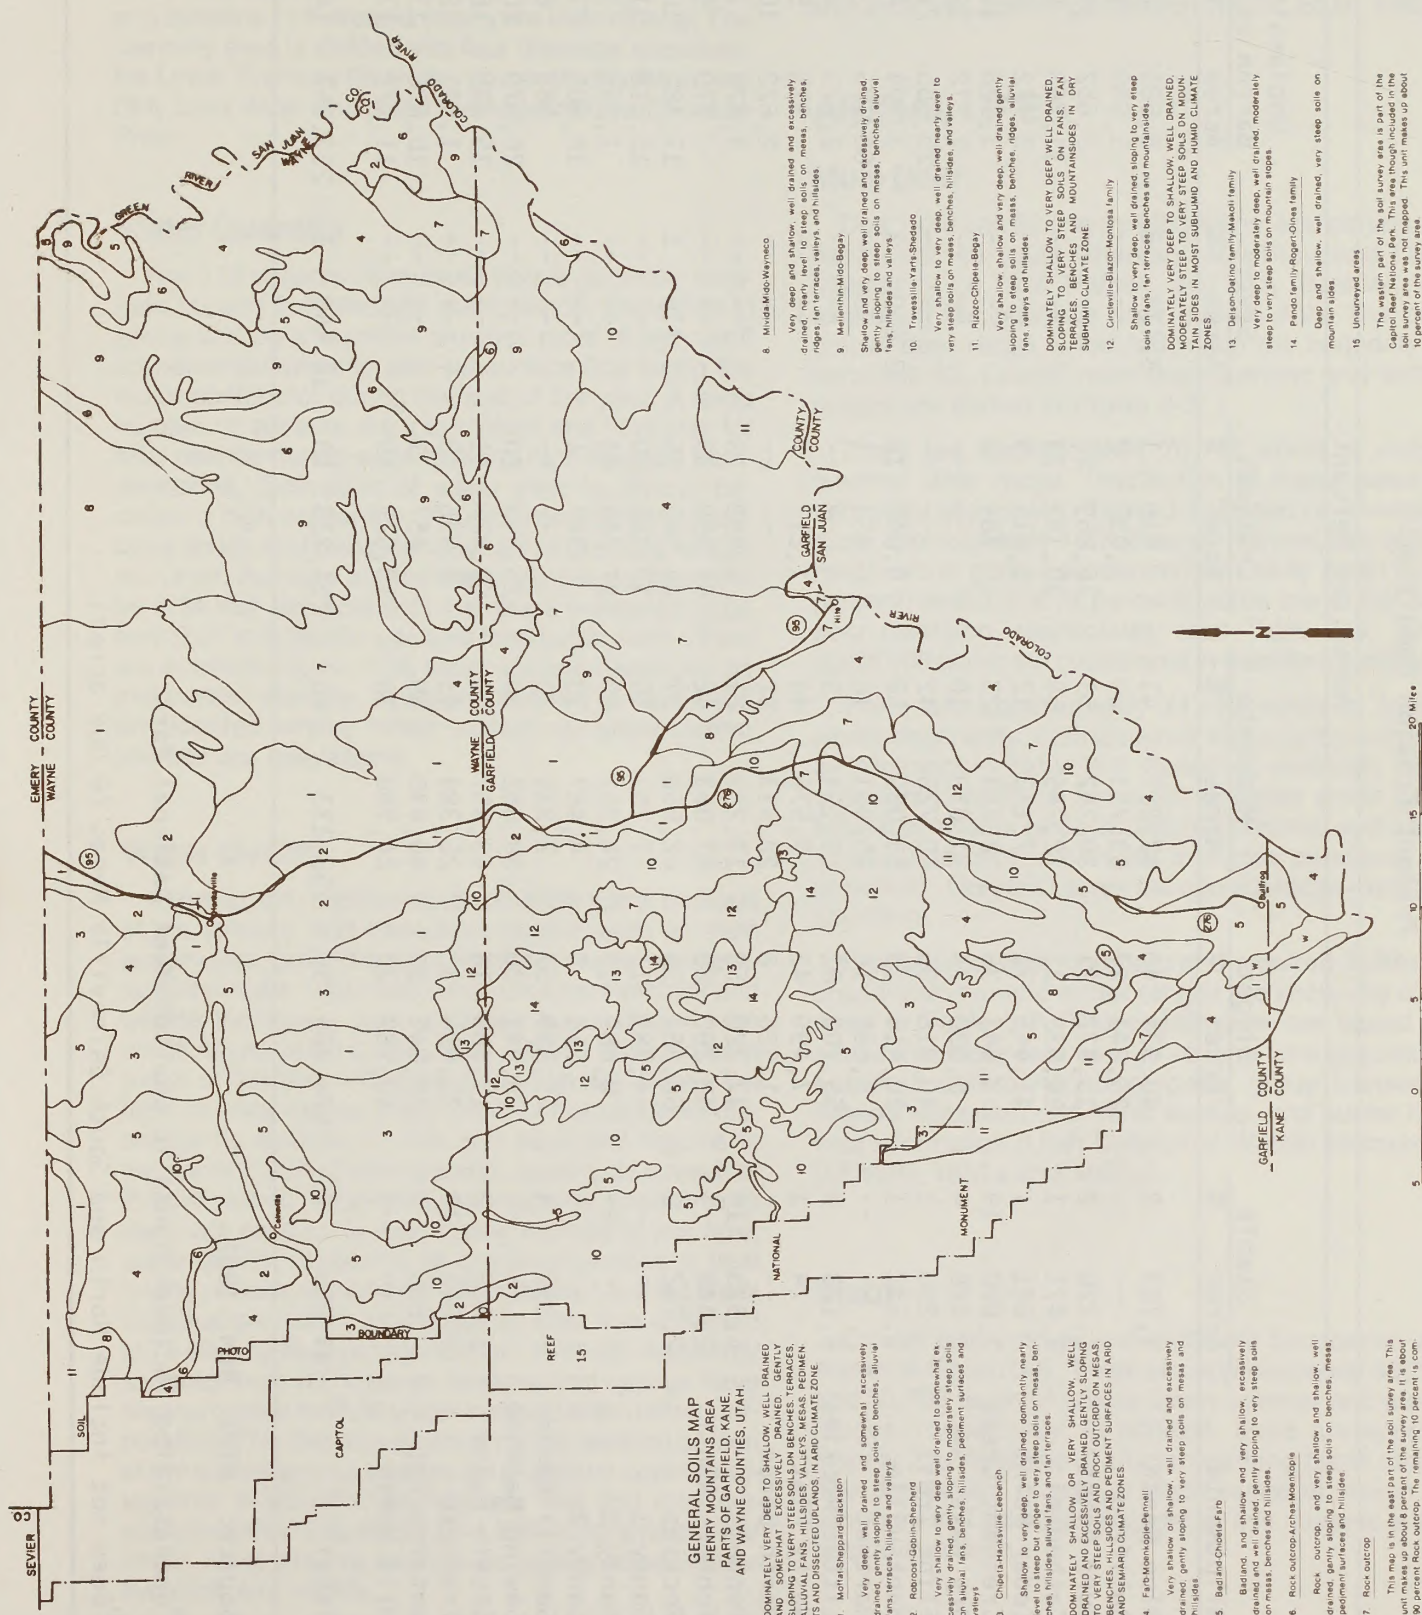 GENERAL SOILS MAP
HENRY MOUNTAINS AREA
PARTS OF GARFIELD, KANE,
AND WAYNE COUNTIES, UTAH.
DOMINATELY VERY DEEP TO SHALLOW, WELL DRAINED
AND SOMEWHAT EXCESSIVELY DRAINED, GENTLY
SLOPING TO VERY STEEP SOILS ON BENCHES, TERRACES,
ALLUVIAL FANS, HILLSIDES, VALLEYS, MESAS, PEDIMEN
TS AND DISSECTED UPLANDS, IN ARID CLIMATE ZONE
Mottal-Sheppard-Blackston
Very deep, well drained and somewhat excessively
drained, gently sloping to steep soils on benches, alluvial
fans, terraces, hillsides and valleys.
2. Robroost-Goblin-Shepherd
Very shallow to very deep well drained to somewhat ex-
cessively drained gently sloping to moderately steep soils
on alluvial fans, benches, hillsides, pediment surfaces and
valleys
3. Chipeta-Hanksville-Leebench
Shallow to very deep, well drained, dominantly nearly
level to steep but ranges to very steep soils on mesas, ben-
ches, hillsides, alluvial fans, and fan terraces.
DOMINATELY SHALLOW OR VERY SHALLOW, WELL
DRAINED AND EXCESSIVELY DRAINED, GENTLY SLOPING
TO VERY STEEP SOILS AND ROCK OUTCROP ON MESAS,
BENCHES, HILLSIDES AND PEDIMENT SURFACES IN ARID
AND SEMIARID CLIMATE ZONES
4. Farb-Moenkopie-Pennell
Very shallow or shallow, well drained and excessively
drained, gently sloping to very steep soils on mesas and
hillsides
5. Badland-Chipeta-Farb
Badland, and shallow and very shallow, excessively
drained and well drained, gently sloping to very steep soils
on mesas, benches and hillsides.
6. Rock outcrop-Arches-Moenkopie
Rock outcrop, and very shallow and shallow, well
drained, gently sloping to steep soils on benches, mesas,
pediment surfaces and hillsides.
7. Rock outcrop
This map is in the east part of the soil survey area. This
unit makes up about 8 percent of the survey area. It is about
90 percent Rock outcrop. The remaining 10 percent is com-
8. Mivida-Mido-Wayneco
Very deep and shallow, well drained and excessively
drained, nearly level to steep soils on mesas, benches,
ridges, fan terraces, valleys, and hillsides.
9. Mellenthin-Mido-Begay
Shallow and very deep, well drained and excessively drained,
gently sloping to steep soils on mesas, benches, alluvial
fans, hillsides and valleys.
10. Travessilla-Yarts-Shedado
Very shallow to very deep, well drained nearly level to
very steep soils on mesas, benches, hillsides, and valleys.
11. Rizozo-Chipeta-Begay
Very shallow, shallow and very deep, well drained gently
sloping to steep soils on mesas, benches, ridges, alluvial
fans, valleys and hillsides.
DOMINATELY SHALLOW TO VERY DEEP, WELL DRAINED,
SLOPING TO VERY STEEP SOILS ON FANS, FAN
TERRACES, BENCHES AND MOUNTAINSIDES IN DRY
SUBHUMID CLIMATE ZONE
12. Circleville-Blazon-Montosa family
Shallow to very deep, well drained, sloping to very steep
soils on fans, fan terraces, benches and mountainsides.
DOMINATELY VERY DEEP TO SHALLOW, WELL DRAINED,
MODERATELY STEEP TO VERY STEEP SOILS ON MOUN-
TAIN SIDES IN MOIST SUBHUMID AND HUMID CLIMATE
ZONES
13. Delson-Datino family-Makoti family
Very deep to moderately deep, well drained, moderately
steep to very steep soils on mountain slopes.
14. Pando family-Rogert-Oines family
Deep and shallow, well drained, very steep soils on
mountain sides
15. Unsurveyed areas
The western part of the soil survey area is part of the
Capitol Reef National Park. This area though included in the
soil survey area was not mapped. This unit makes up about
10 percent of the survey area.
SEVIER CO
EMERY COUNTY
WAYNE COUNTY
WAYNE COUNTY
GARFIELD COUNTY
SAN JUAN CO
WAYNE CO
GARFIELD COUNTY
SAN JUAN COUNTY
GARFIELD COUNTY
KANE COUNTY
GREEN RIVER
COLORADO RIVER
COLORADO RIVER
SOIL
PHOTO
BOUNDARY
CAPITOL
REEF
15
NATIONAL
MONUMENT
Hanksville
Caineville
Hite
Bullfrog
95
95
95
276
276
N
5 0 5 10 15 20 Miles